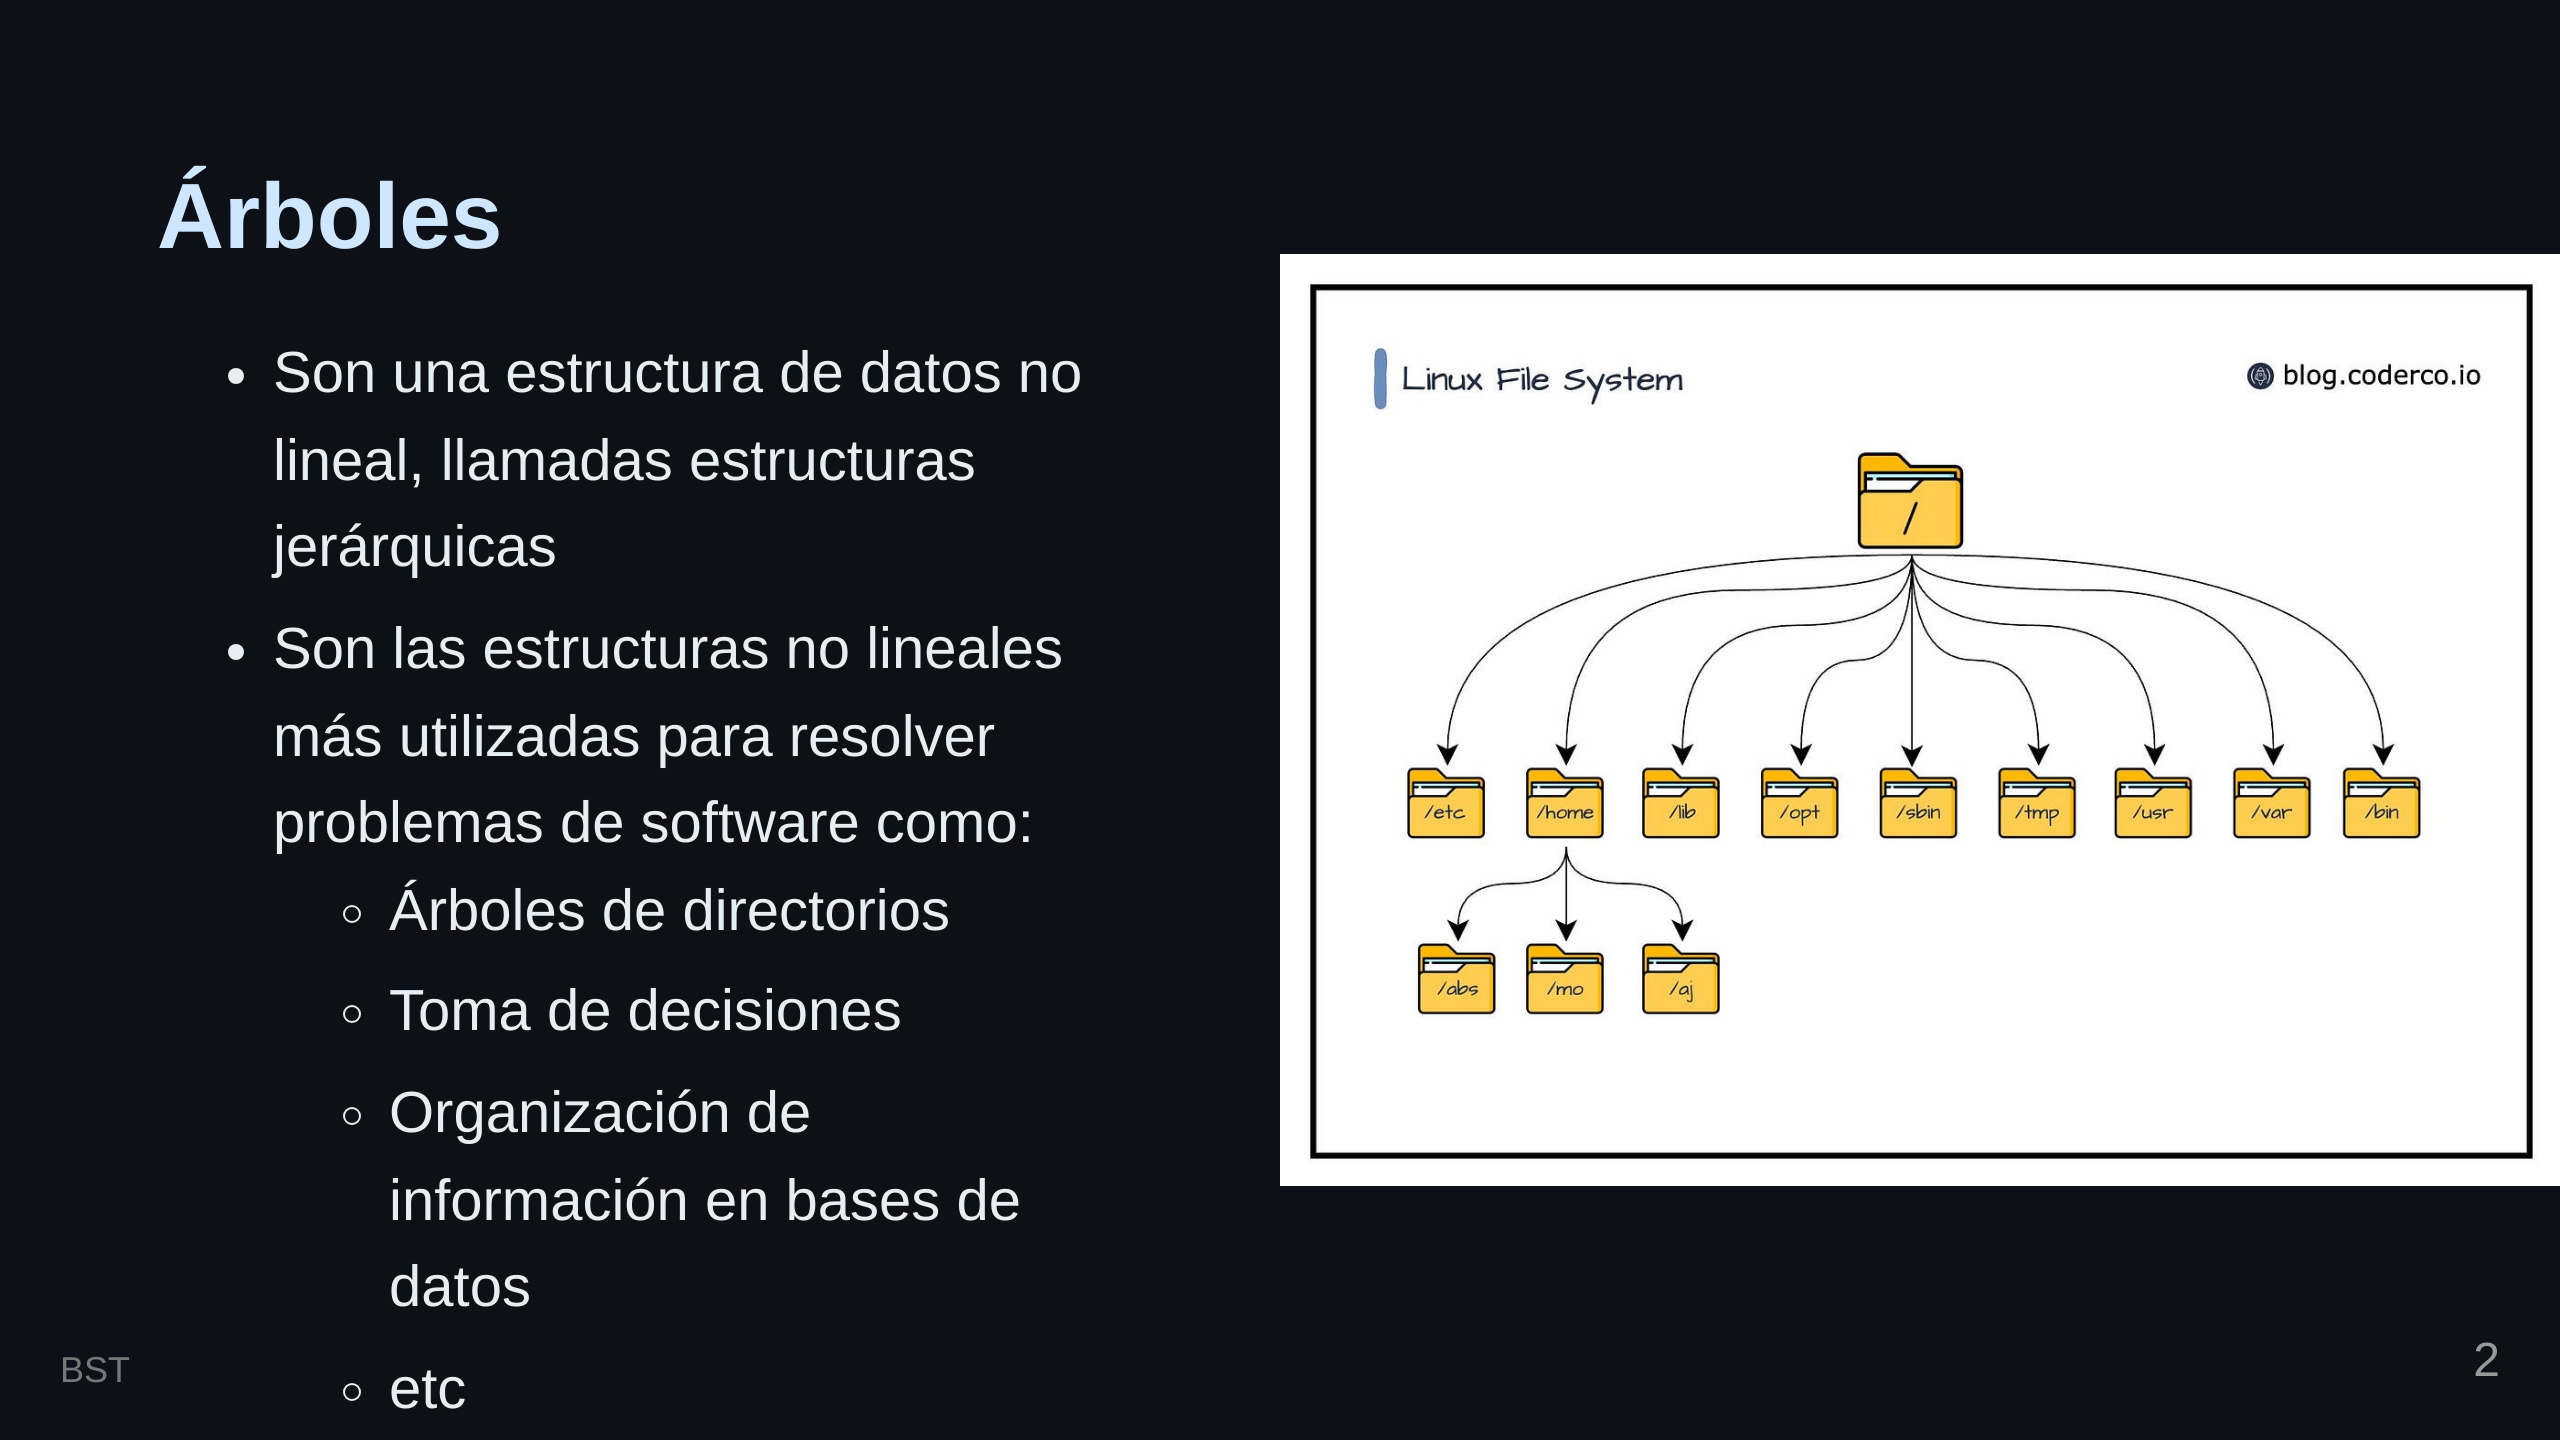 Árboles
• Son una estructura de datos no
lineal, llamadas estructuras
jerárquicas
• Son las estructuras no lineales
más utilizadas para resolver
problemas de software como:
◦ Árboles de directorios
◦ Toma de decisiones
◦ Organización de
información en bases de
datos
◦ etc
Linux File System
blog.coderco.io
/
/etc /home /lib /opt /sbin /tmp /usr /var /bin
/abs /mo /aj
BST
2